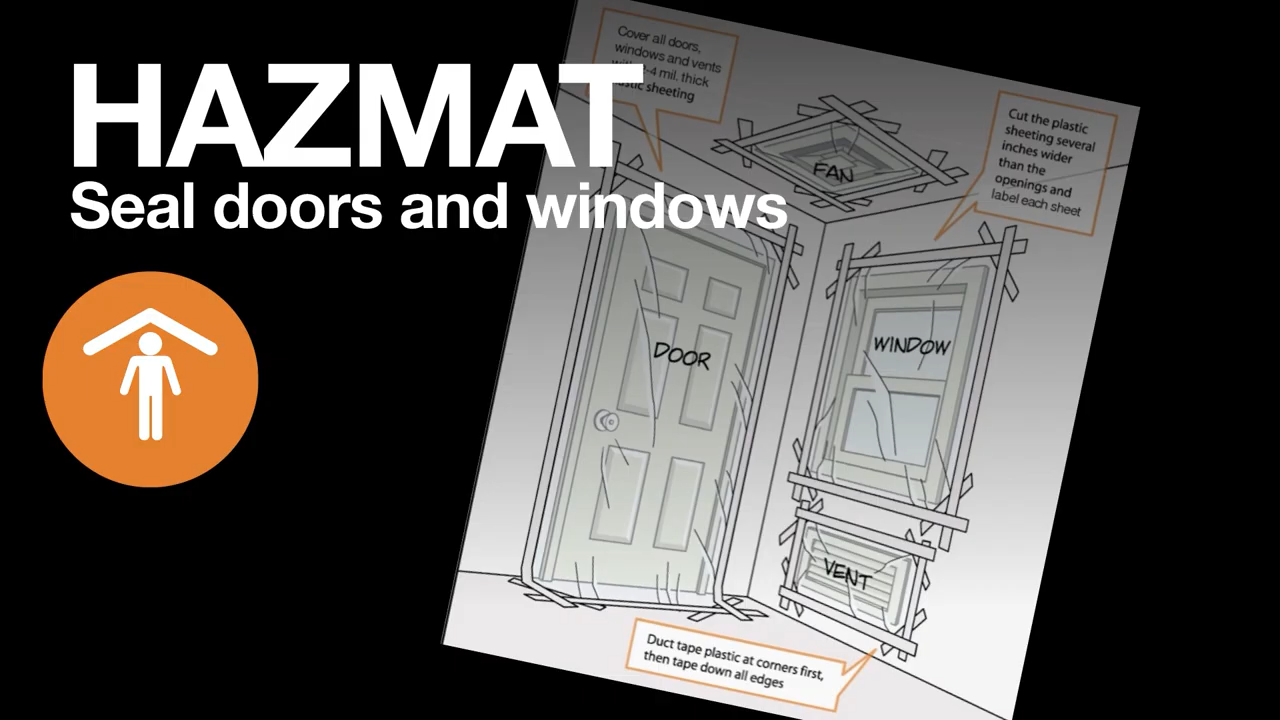 HAZMAT
Seal doors and windows
Cover all doors,
windows and vents
thick
sheeting
Cut the plastic
sheeting several
inches wider
than the
openings and
label each sheet
FAN
DOOR
WINDOW
VENT
Duct tape plastic at corners first,
then tape down all edges